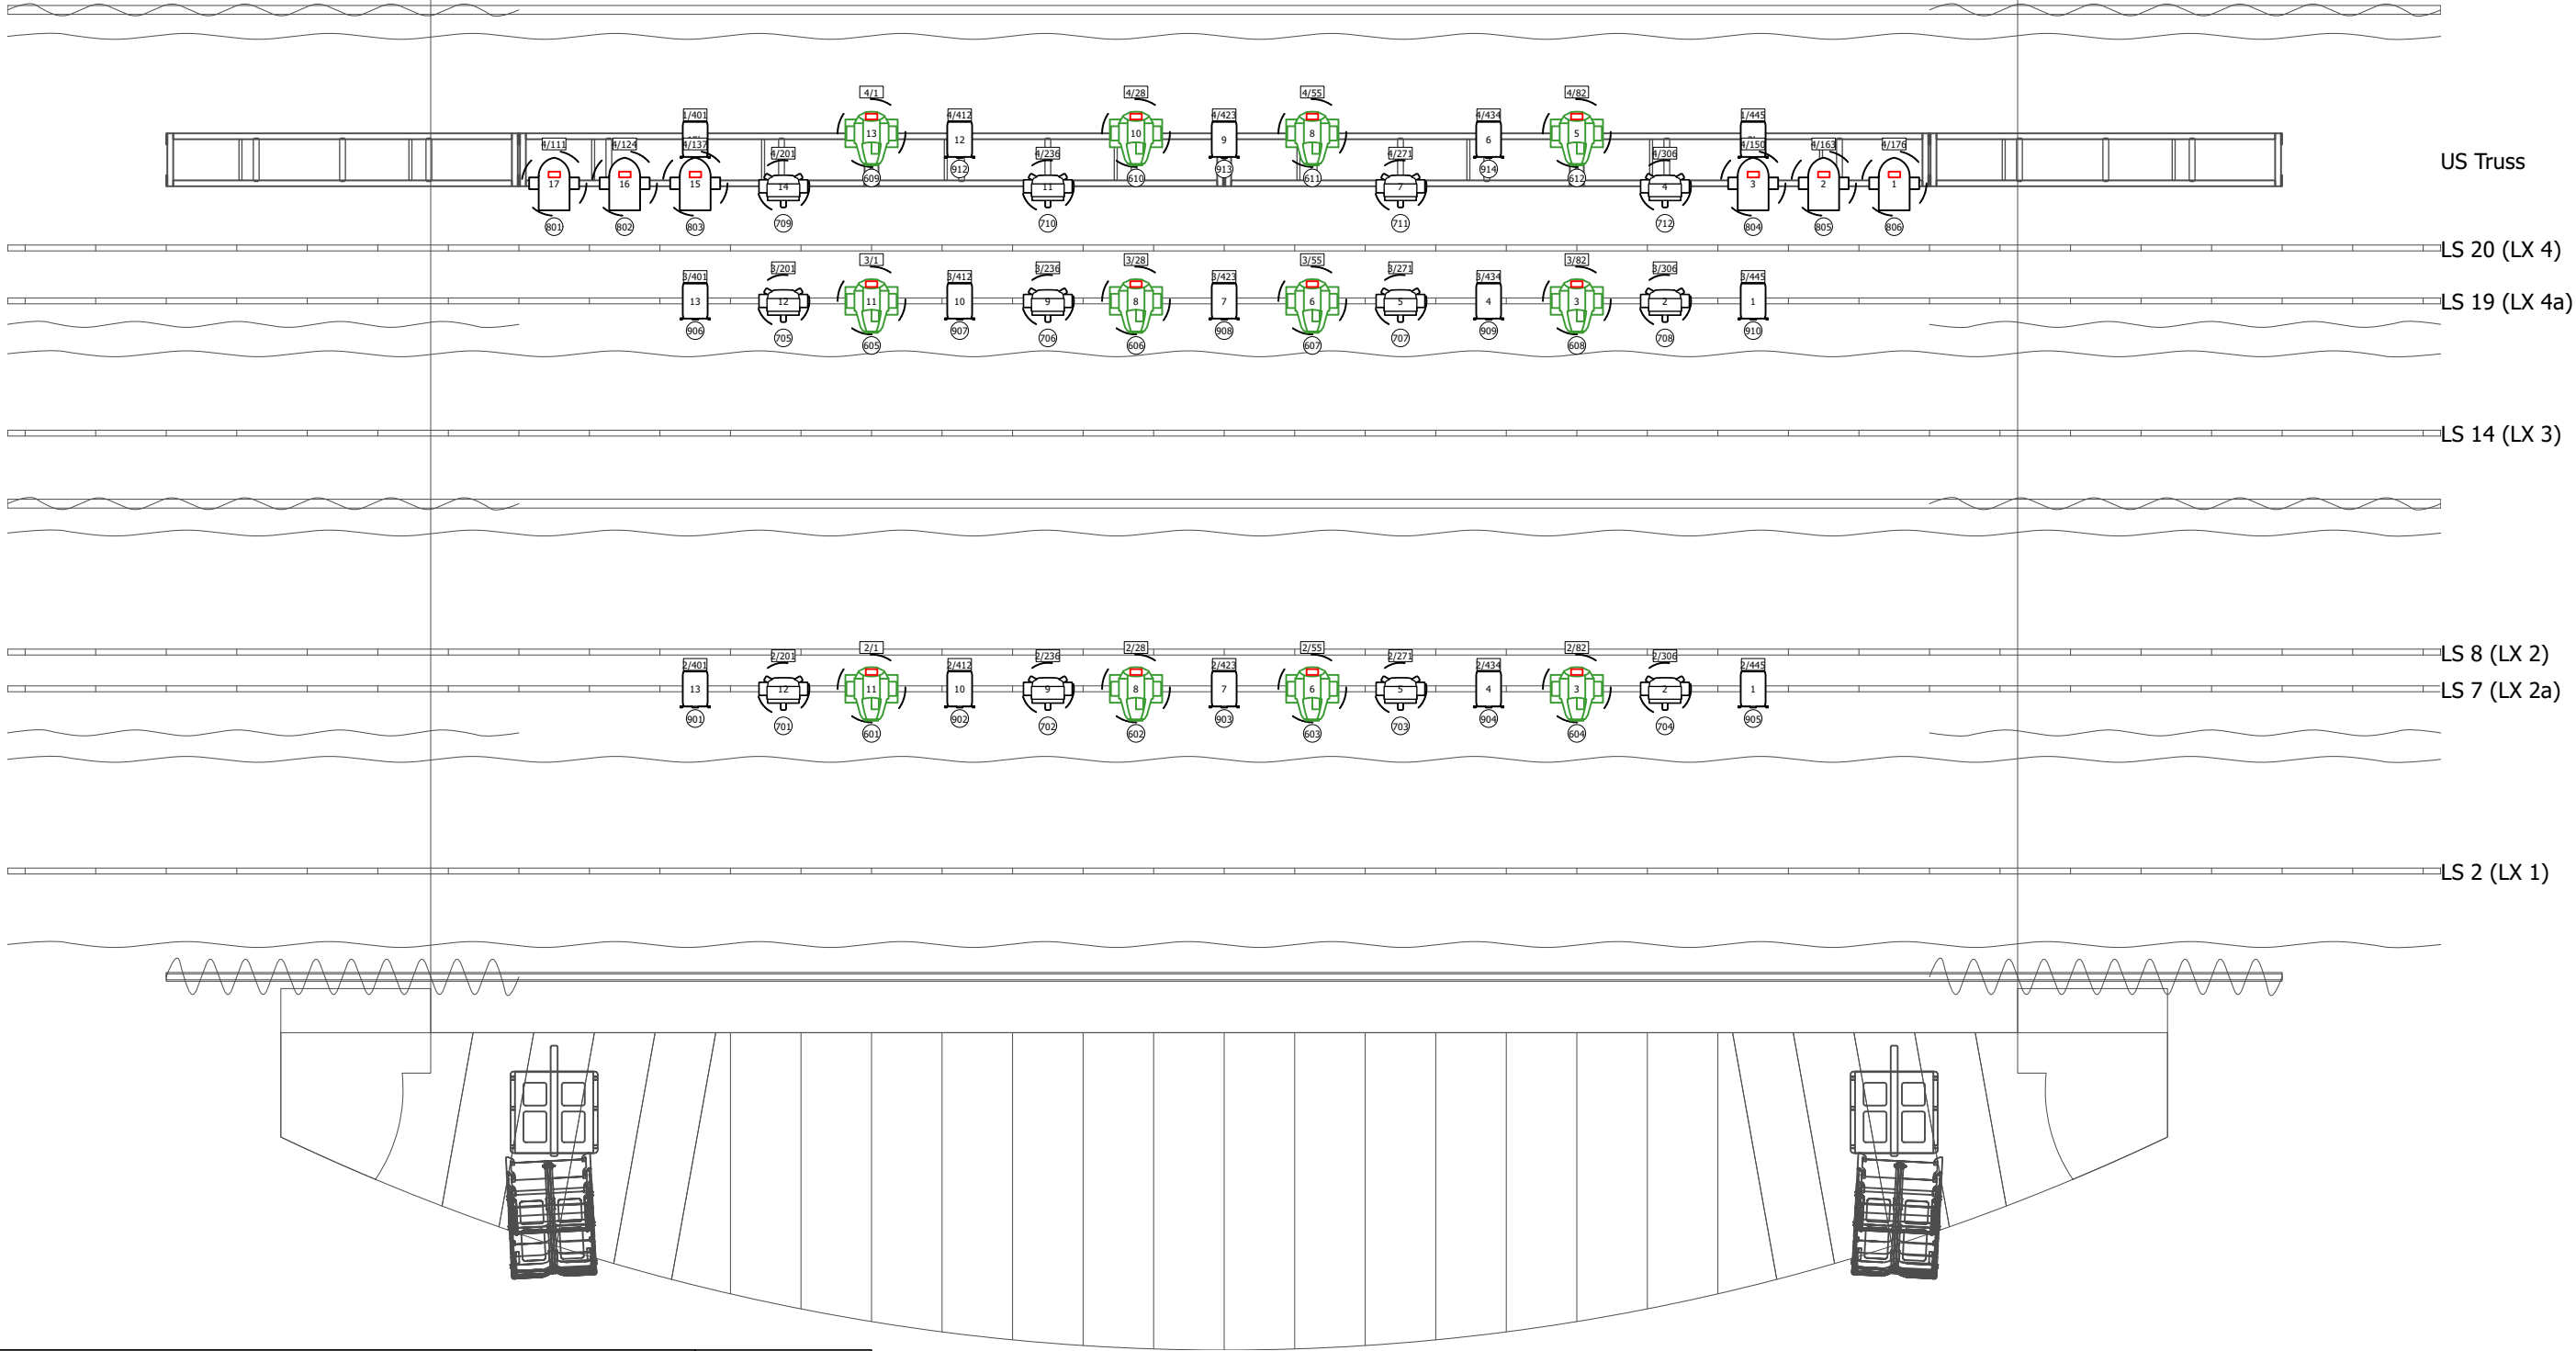 4/1 4/28 4/55 4/82
1/401 4/412 4/423 4/434 1/445
13 12 10 9 8 6 5
4/111 4/124 4/137 4/201 4/236 4/271 4/306 4/150 4/163 4/176
US Truss
609 912 610 913 611 914 612
17 16 15 14 11 7 4 3 2 1
801 802 803 709 710 711 712 804 805 806
LS 20 (LX 4)
3/401 3/201 3/1 3/412 3/236 3/28 3/423 3/55 3/271 3/434 3/82 3/306 3/445
13 12 11 10 9 8 7 6 5 4 3 2 1
LS 19 (LX 4a)
906 705 605 907 706 606 908 607 707 909 608 708 910
LS 14 (LX 3)
LS 8 (LX 2)
2/401 2/201 2/1 2/412 2/236 2/28 2/423 2/55 2/271 2/434 2/82 2/306 2/445
13 12 11 10 9 8 7 6 5 4 3 2 1
LS 7 (LX 2a)
901 701 601 902 702 602 903 603 703 904 604 704 905
LS 2 (LX 1)